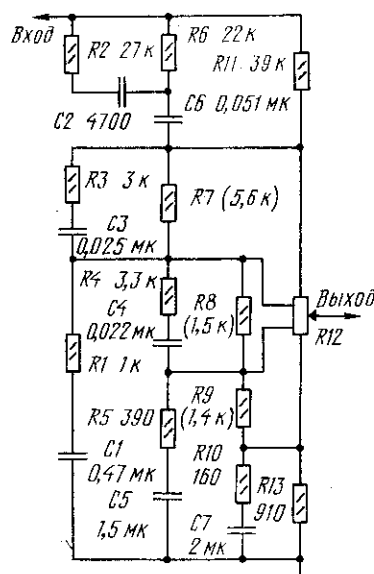 Вход
R2 27 к
R6 22 к
R11 39 к
C2 4700
C6 0,051 мк
R3 3 к
R7 (5,6 к)
C3
0,025 мк
R4 3,3 к
C4
0,022 мк
R8
(1,5 к)
Выход
R12
R1 1 к
R9
(1,4 к)
R5 390
R10
160
C1
0,47 мк
R13
910
C5
1,5 мк
C7
2 мк